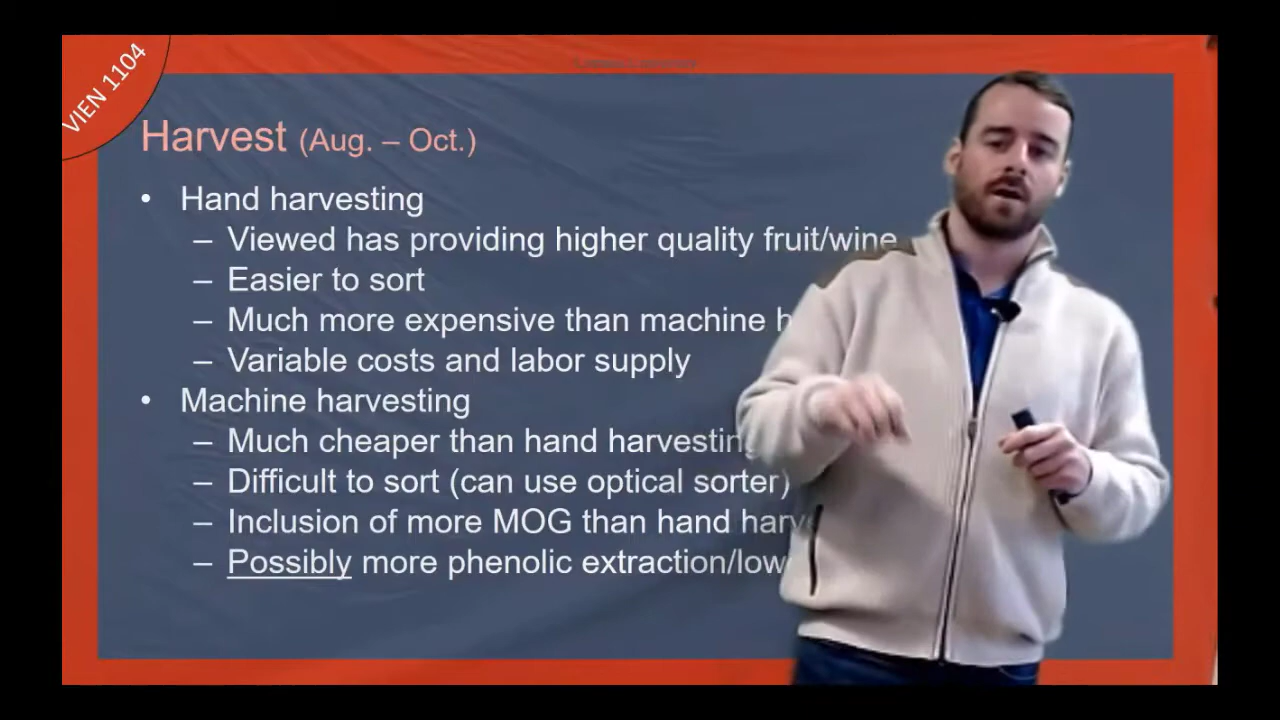 VIEN 1104
Harvest (Aug. – Oct.)
• Hand harvesting
– Viewed has providing higher quality fruit/wine
– Easier to sort
– Much more expensive than machine
– Variable costs and labor supply
• Machine harvesting
– Much cheaper than hand harvesting
– Difficult to sort (can use optical sorter)
– Inclusion of more MOG than hand
– Possibly more phenolic extraction/low